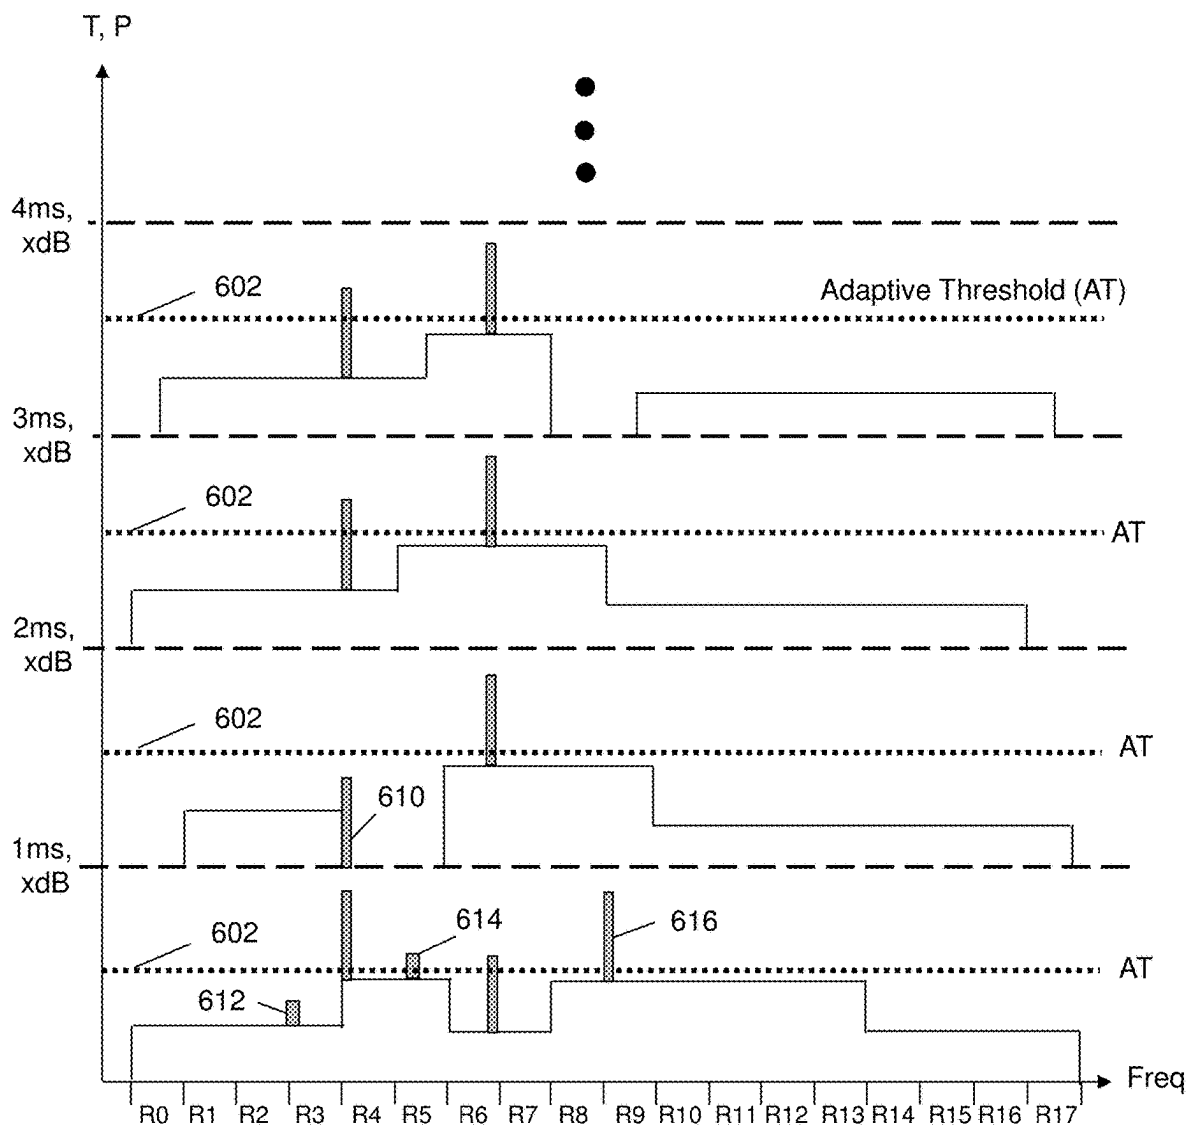 T, P
4ms,
xdB
602
Adaptive Threshold (AT)
3ms,
xdB
602
AT
2ms,
xdB
602
AT
610
1ms,
xdB
602
614
616
AT
612
Freq
R0 R1 R2 R3 R4 R5 R6 R7 R8 R9 R10 R11 R12 R13 R14 R15 R16 R17